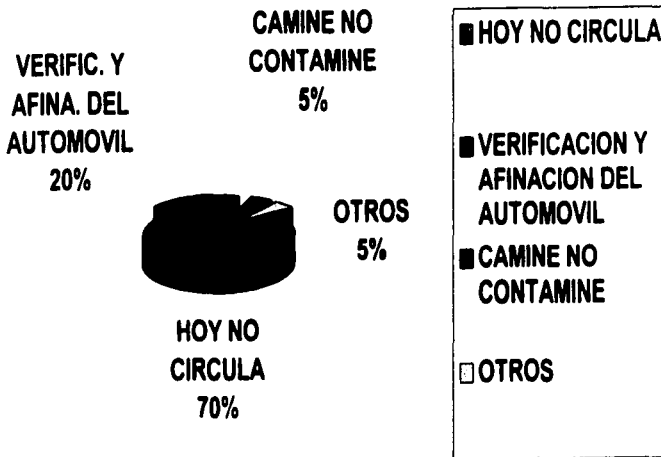 CAMINE NO
CONTAMINE
5%
VERIFIC. Y
AFINA. DEL
AUTOMOVIL
20%
OTROS
5%
HOY NO
CIRCULA
70%
HOY NO CIRCULA
VERIFICACION Y
AFINACION DEL
AUTOMOVIL
CAMINE NO
CONTAMINE
OTROS